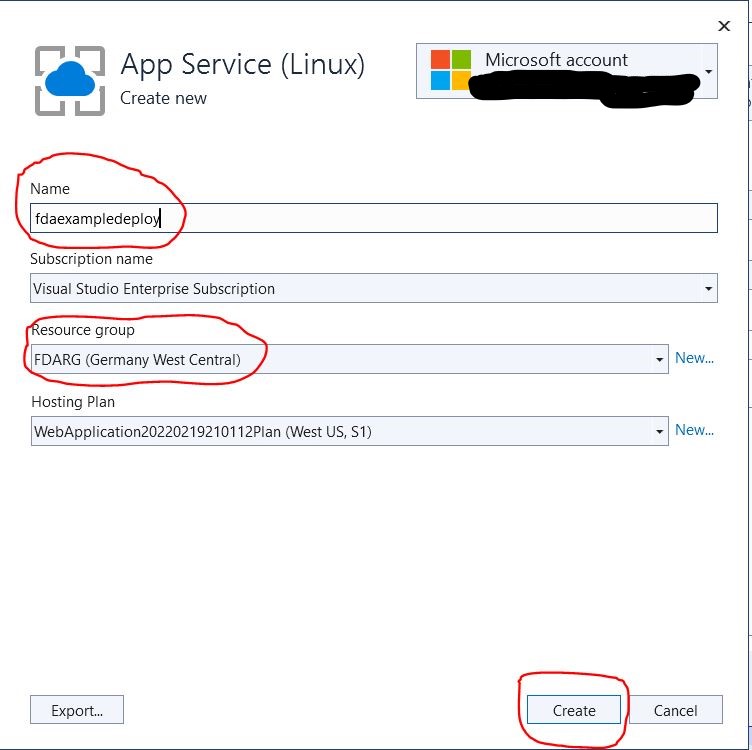 App Service (Linux)
Create new
Microsoft account
Name
fdaexampledeploy
Subscription name
Visual Studio Enterprise Subscription
Resource group
FDARG (Germany West Central)
New...
Hosting Plan
WebApplication20220219210112Plan (West US, S1)
New...
Export...
Create
Cancel